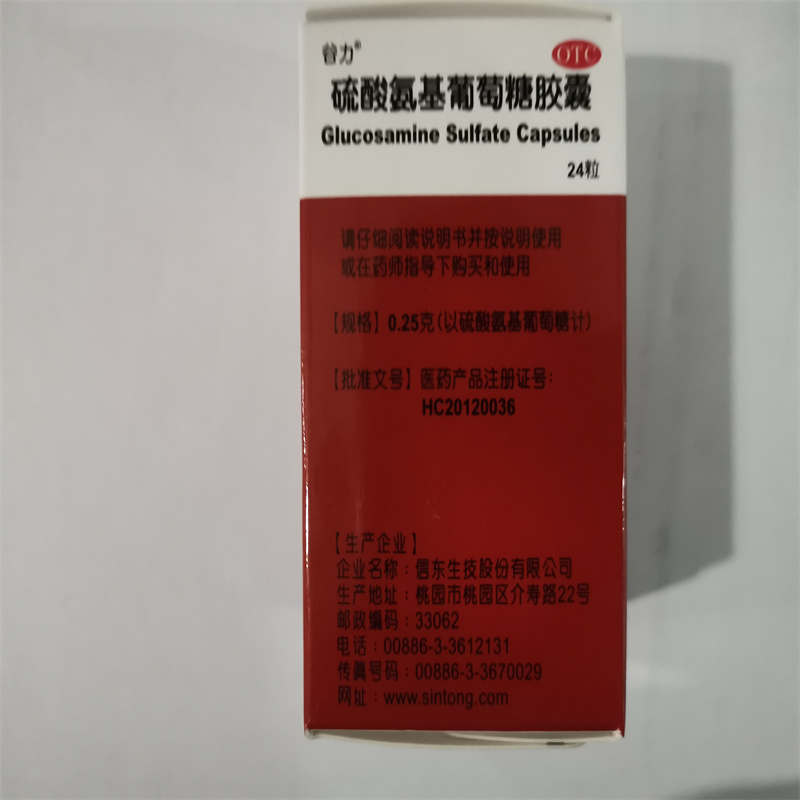 谷力®
OTC
硫酸氨基葡萄糖胶囊
Glucosamine Sulfate Capsules
24粒
请仔细阅读说明书并按说明使用
或在药师指导下购买和使用
【规格】0.25克(以硫酸氨基葡萄糖计)
【批准文号】医药产品注册证号:
HC20120036
【生产企业】
企业名称:信东生技股份有限公司
生产地址:桃园市桃园区介寿路22号
邮政编码:33062
电话:00886-3-3612131
传真号码:00886-3-3670029
网址:www.sintong.com